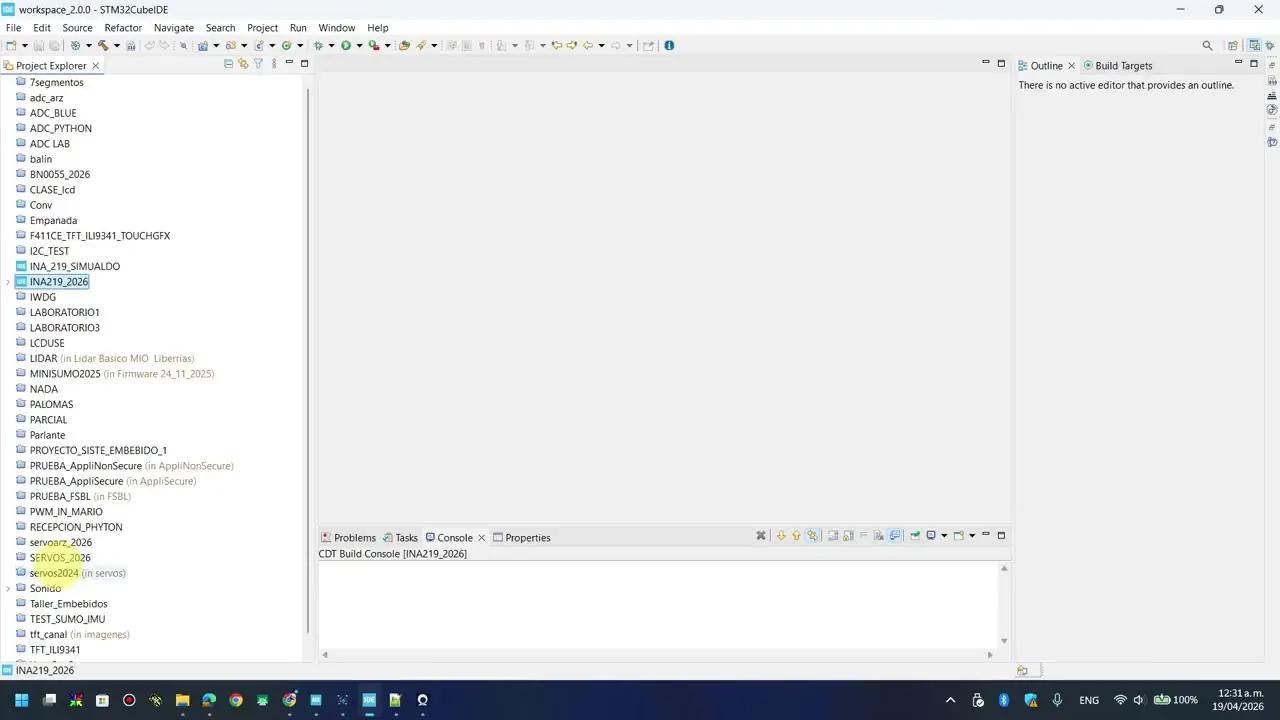 workspace_2.0.0 - STM32CubeIDE
File Edit Source Refactor Navigate Search Project Run Window Help
Project Explorer
7segmentos
adc_arz
ADC_BLUE
ADC_PYTHON
ADC LAB
balin
BN0055_2026
CLASE_lcd
Conv
Empanada
F411CE_TFT_ILI9341_TOUCHGFX
I2C_TEST
INA_219_SIMUALDO
INA219_2026
IWDG
LABORATORIO1
LABORATORIO3
LCDUSE
LIDAR (in Lidar Basico MIO Liberrias)
MINISUMO2025 (in Firmware 24_11_2025)
NADA
PALOMAS
PARCIAL
Parlante
PROYECTO_SISTE_EMBEBIDO_1
PRUEBA_AppliNonSecure (in AppliNonSecure)
PRUEBA_AppliSecure (in AppliSecure)
PRUEBA_FSBL (in FSBL)
PWM_IN_MARIO
RECEPCION_PHYTON
servoarz_2026
SERVOS_2026
servos2024 (in servos)
Sonido
Taller_Embebidos
TEST_SUMO_IMU
tft_canal (in imagenes)
TFT_ILI9341
INA219_2026
Problems Tasks Console Properties
CDT Build Console [INA219_2026]
Outline Build Targets
There is no active editor that provides an outline.
ENG 100% 12:31 a. m.
19/04/2026